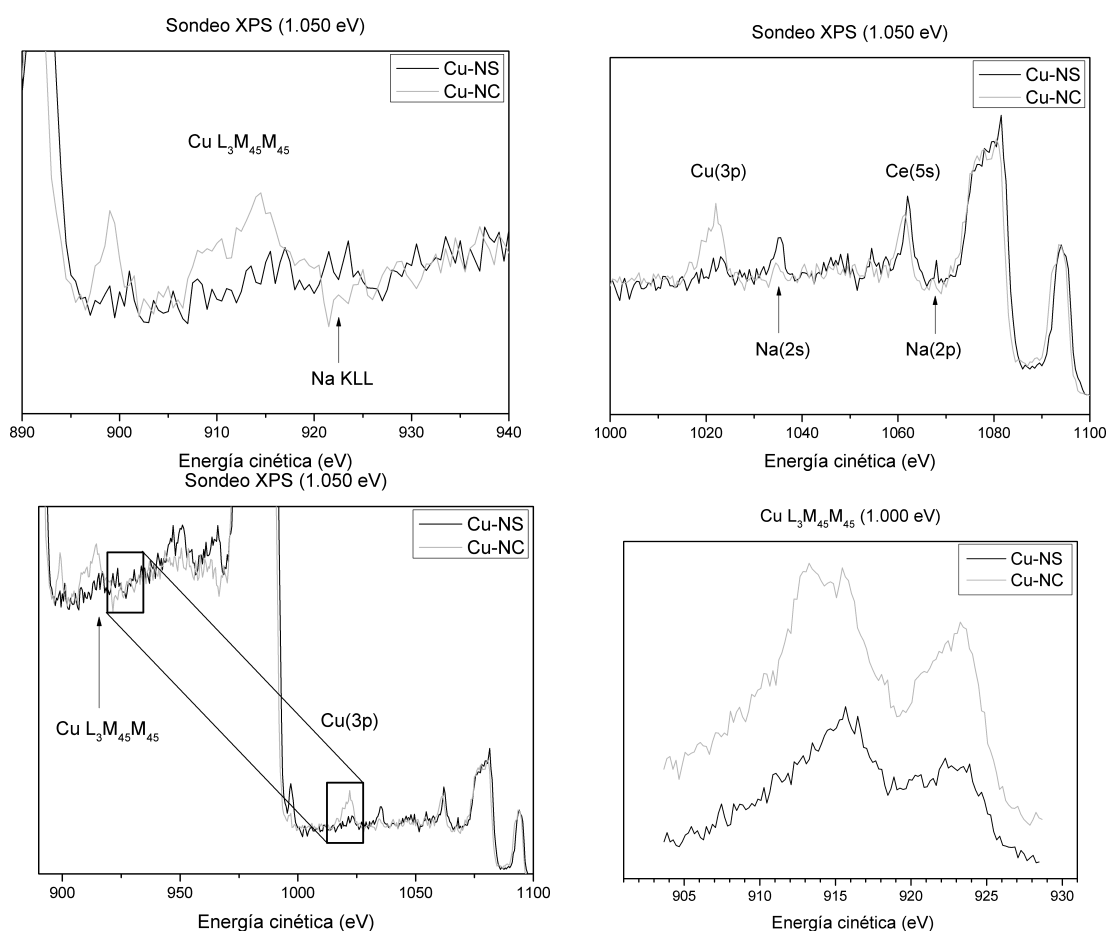 Sondeo XPS (1.050 eV)
Cu-NS
Cu-NC
Cu L₃M₄₅M₄₅
Na KLL
890 900 910 920 930 940
Energía cinética (eV)
Sondeo XPS (1.050 eV)
Cu-NS
Cu-NC
Cu(3p)
Ce(5s)
Na(2s)
Na(2p)
1000 1020 1040 1060 1080 1100
Energía cinética (eV)
Sondeo XPS (1.050 eV)
Cu-NS
Cu-NC
Cu(3p)
Cu L₃M₄₅M₄₅
900 950 1000 1050 1100
Energía cinética (eV)
Cu L₃M₄₅M₄₅ (1.000 eV)
Cu-NS
Cu-NC
905 910 915 920 925 930
Energía cinética (eV)